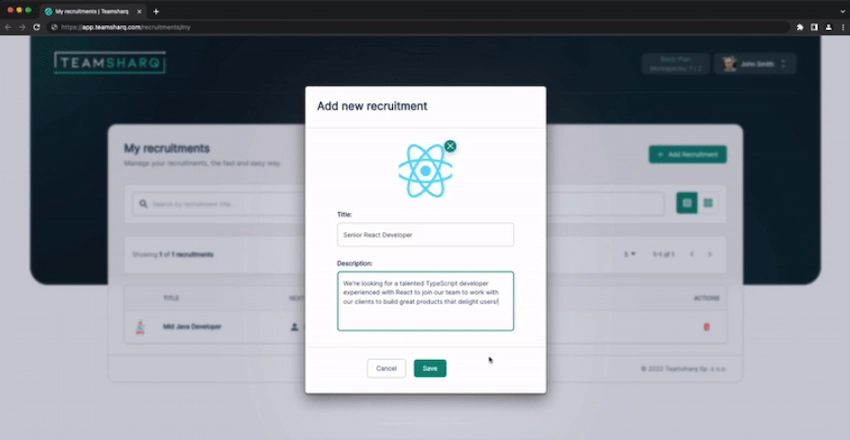 My recruitments | Teamsharq
https://app.teamsharq.com/recruitments/my
TEAMSHARQ
Basic Plan
Workspaces: 1 / 2
John Smith
Add new recruitment
My recruitments
Manage your recruitments, the fast and easy way.
+ Add Recruitment
Title:
Search by recruitment title...
Senior React Developer
Showing 1 of 1 recruitments
5
1-1 of 1
Description:
We're looking for a talented TypeScript developer
experienced with React to join our team to work with
our clients to build great products that delight users!
TITLE
ACTIONS
Mid Java Developer
Cancel
Save
© 2022 Teamsharq Sp. z o.o.